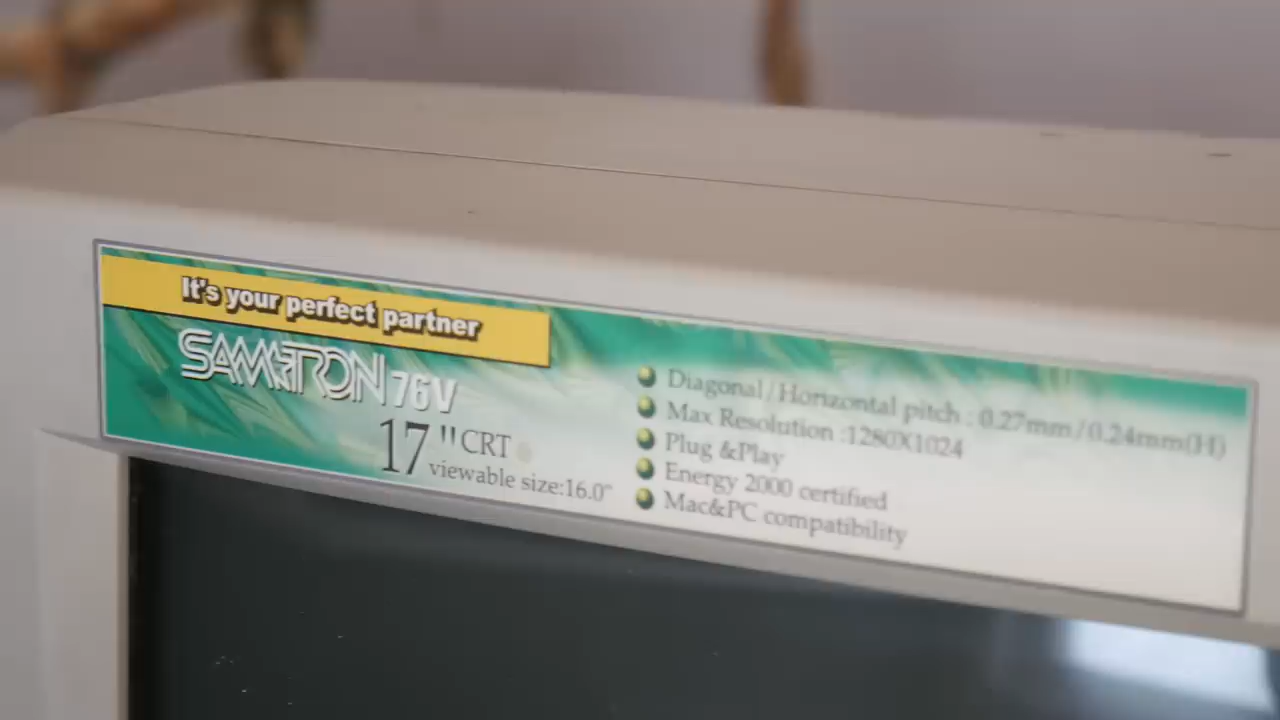 It's your perfect partner
SAMTRON 76V
17" CRT
viewable size:16.0"
Diagonal/Horizontal pitch : 0.27mm/0.24mm(H)
Max Resolution :1280X1024
Plug &Play
Energy 2000 certified
Mac&PC compatibility